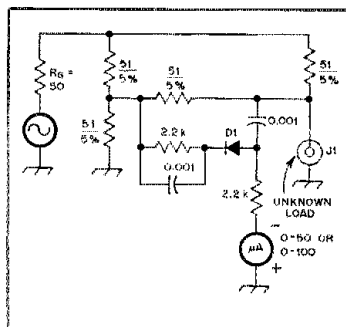 51
5%
51
5%
RG =
50
51
5%
51
5%
2.2 k
0.001
D1
0.001
J1
2.2 k
UNKNOWN
LOAD
−
µA
0-50 OR
0-100
+